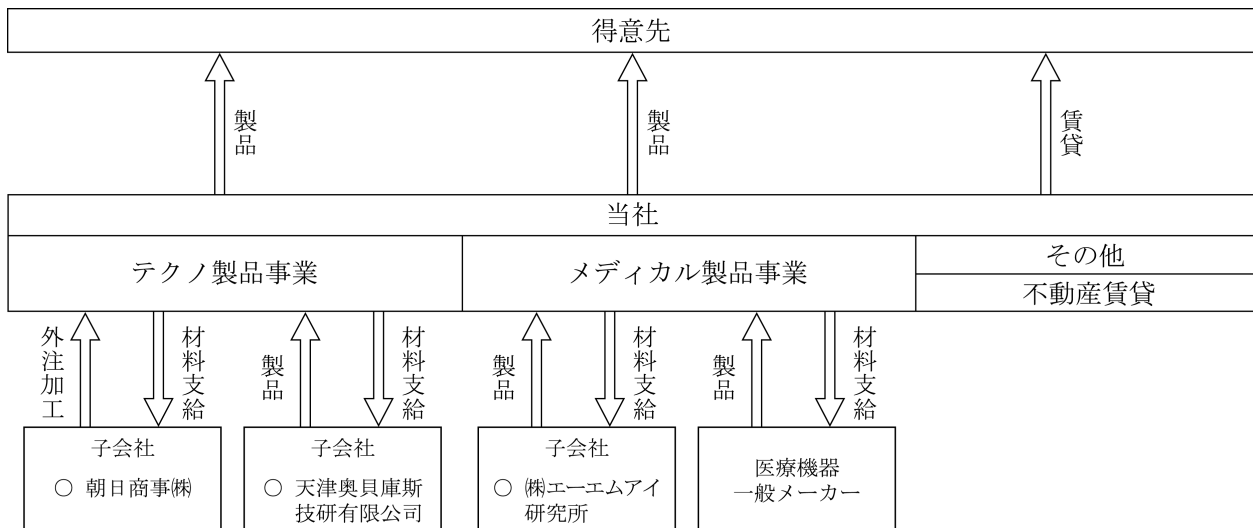 得意先
製品
製品
賃貸
当社
テクノ製品事業
メディカル製品事業
その他
不動産賃貸
外注加工
材料支給
製品
材料支給
製品
材料支給
製品
材料支給
子会社
○ 朝日商事㈱
子会社
○ 天津奥貝庫斯
技研有限公司
子会社
○ ㈱エーエムアイ
研究所
医療機器
一般メーカー